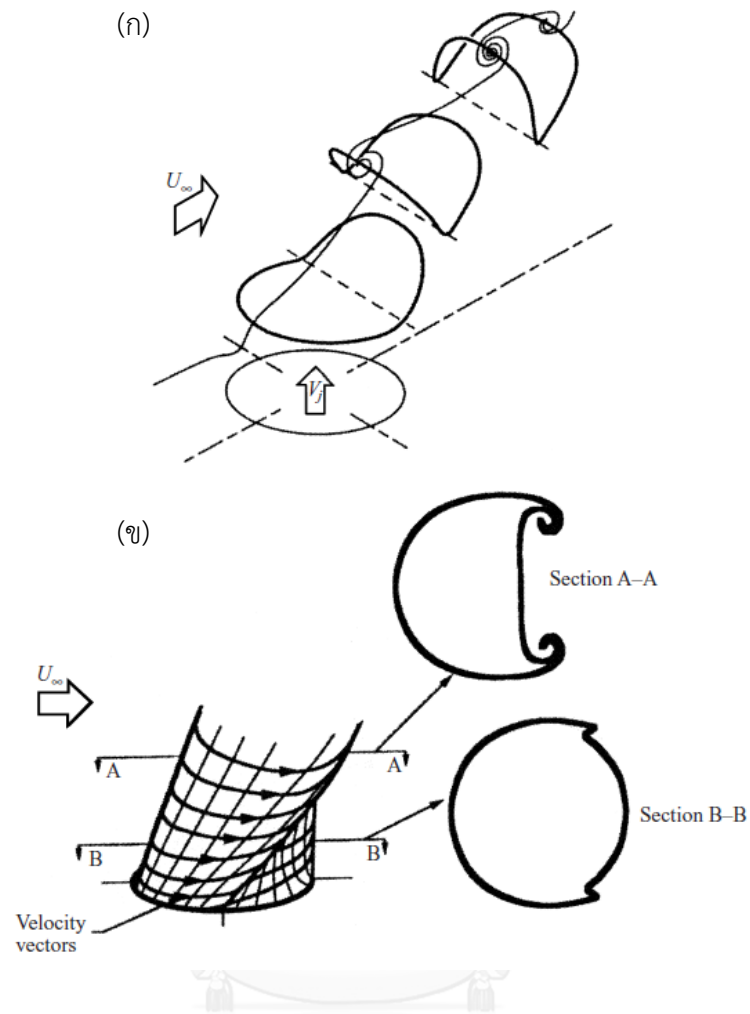 (ก)
U∞
Vj
(ข)
Section A–A
U∞
A
A
B
B
Section B–B
Velocity
vectors